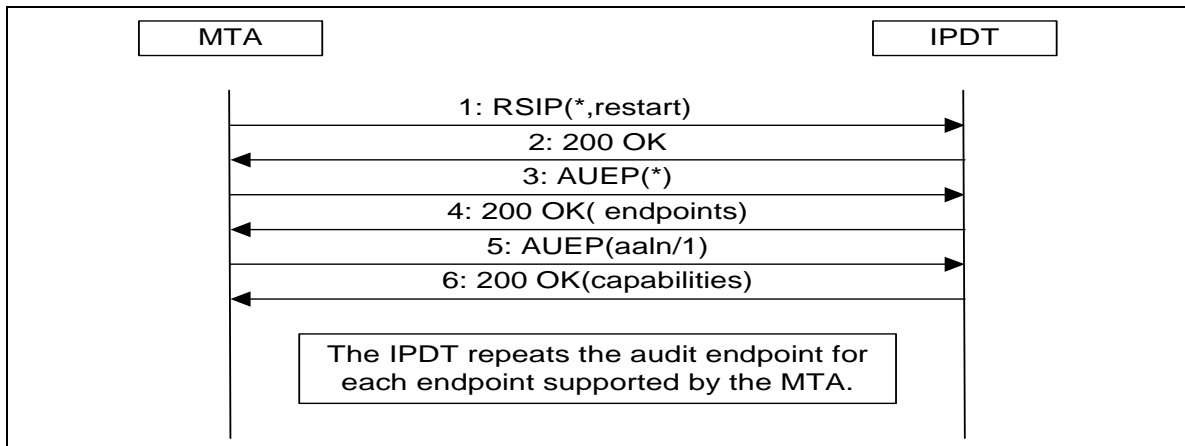 MTA
IPDT
1: RSIP(*,restart)
2: 200 OK
3: AUEP(*)
4: 200 OK( endpoints)
5: AUEP(aaln/1)
6: 200 OK(capabilities)
The IPDT repeats the audit endpoint for
each endpoint supported by the MTA.